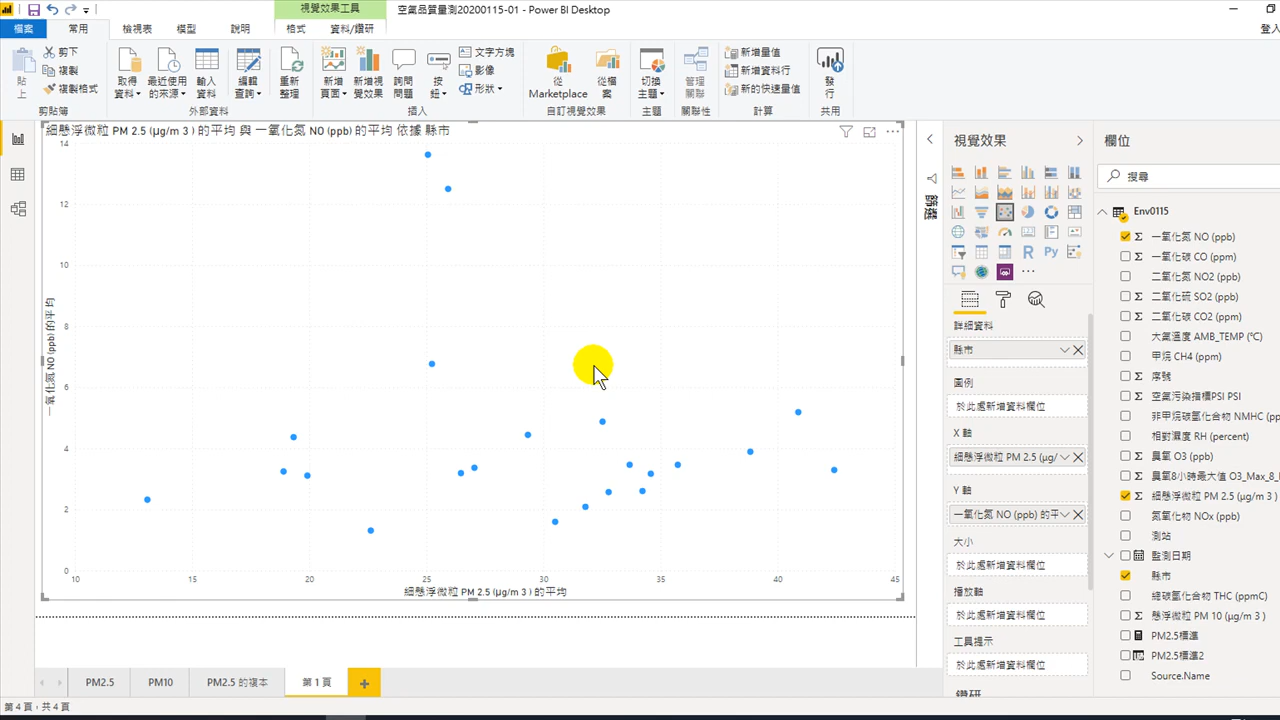 視覺效果工具
空氣品質量測20200115-01 - Power BI Desktop
登入
檔案
常用
檢視表
模型
說明
格式
資料/鑽研
貼上
剪下
複製
複製格式
剪貼簿
取得資料
最近使用的來源
輸入資料
編輯查詢
重新整理
外部資料
新增頁面
新增視覺效果
詢問問題
按鈕
文字方塊
影像
形狀
插入
從 Marketplace
從檔案
自訂視覺效果
切換主題
主題
管理關聯
關聯性
新增量值
新增資料行
新的快速量值
計算
發行
共用
細懸浮微粒 PM 2.5 (μg/m 3 ) 的平均 與 一氧化氮 NO (ppb) 的平均 依據 縣市
14
12
10
8
6
4
2
0
一氧化氮 NO (ppb) 的平均
10
15
20
25
30
35
40
45
細懸浮微粒 PM 2.5 (μg/m 3 ) 的平均
篩選
視覺效果
R
Py
詳細資料
縣市
圖例
於此處新增資料欄位
X 軸
細懸浮微粒 PM 2.5 (μg/
Y 軸
一氧化氮 NO (ppb) 的平
大小
於此處新增資料欄位
播放軸
於此處新增資料欄位
工具提示
於此處新增資料欄位
鑽研
欄位
搜尋
Env0115
一氧化氮 NO (ppb)
一氧化碳 CO (ppm)
二氧化氮 NO2 (ppb)
二氧化硫 SO2 (ppb)
二氧化碳 CO2 (ppm)
大氣溫度 AMB_TEMP (℃)
甲烷 CH4 (ppm)
序號
空氣污染指標PSI PSI
非甲烷碳氫化合物 NMHC (pp
相對濕度 RH (percent)
臭氧 O3 (ppb)
臭氧8小時最大值 O3_Max_8_
細懸浮微粒 PM 2.5 (μg/m 3 )
氮氧化物 NOx (ppb)
測站
監測日期
縣市
總碳氫化合物 THC (ppmC)
懸浮微粒 PM 10 (μg/m 3 )
PM2.5標準
PM2.5標準2
Source.Name
PM2.5
PM10
PM2.5 的複本
第 1 頁
第 4 頁，共 4 頁